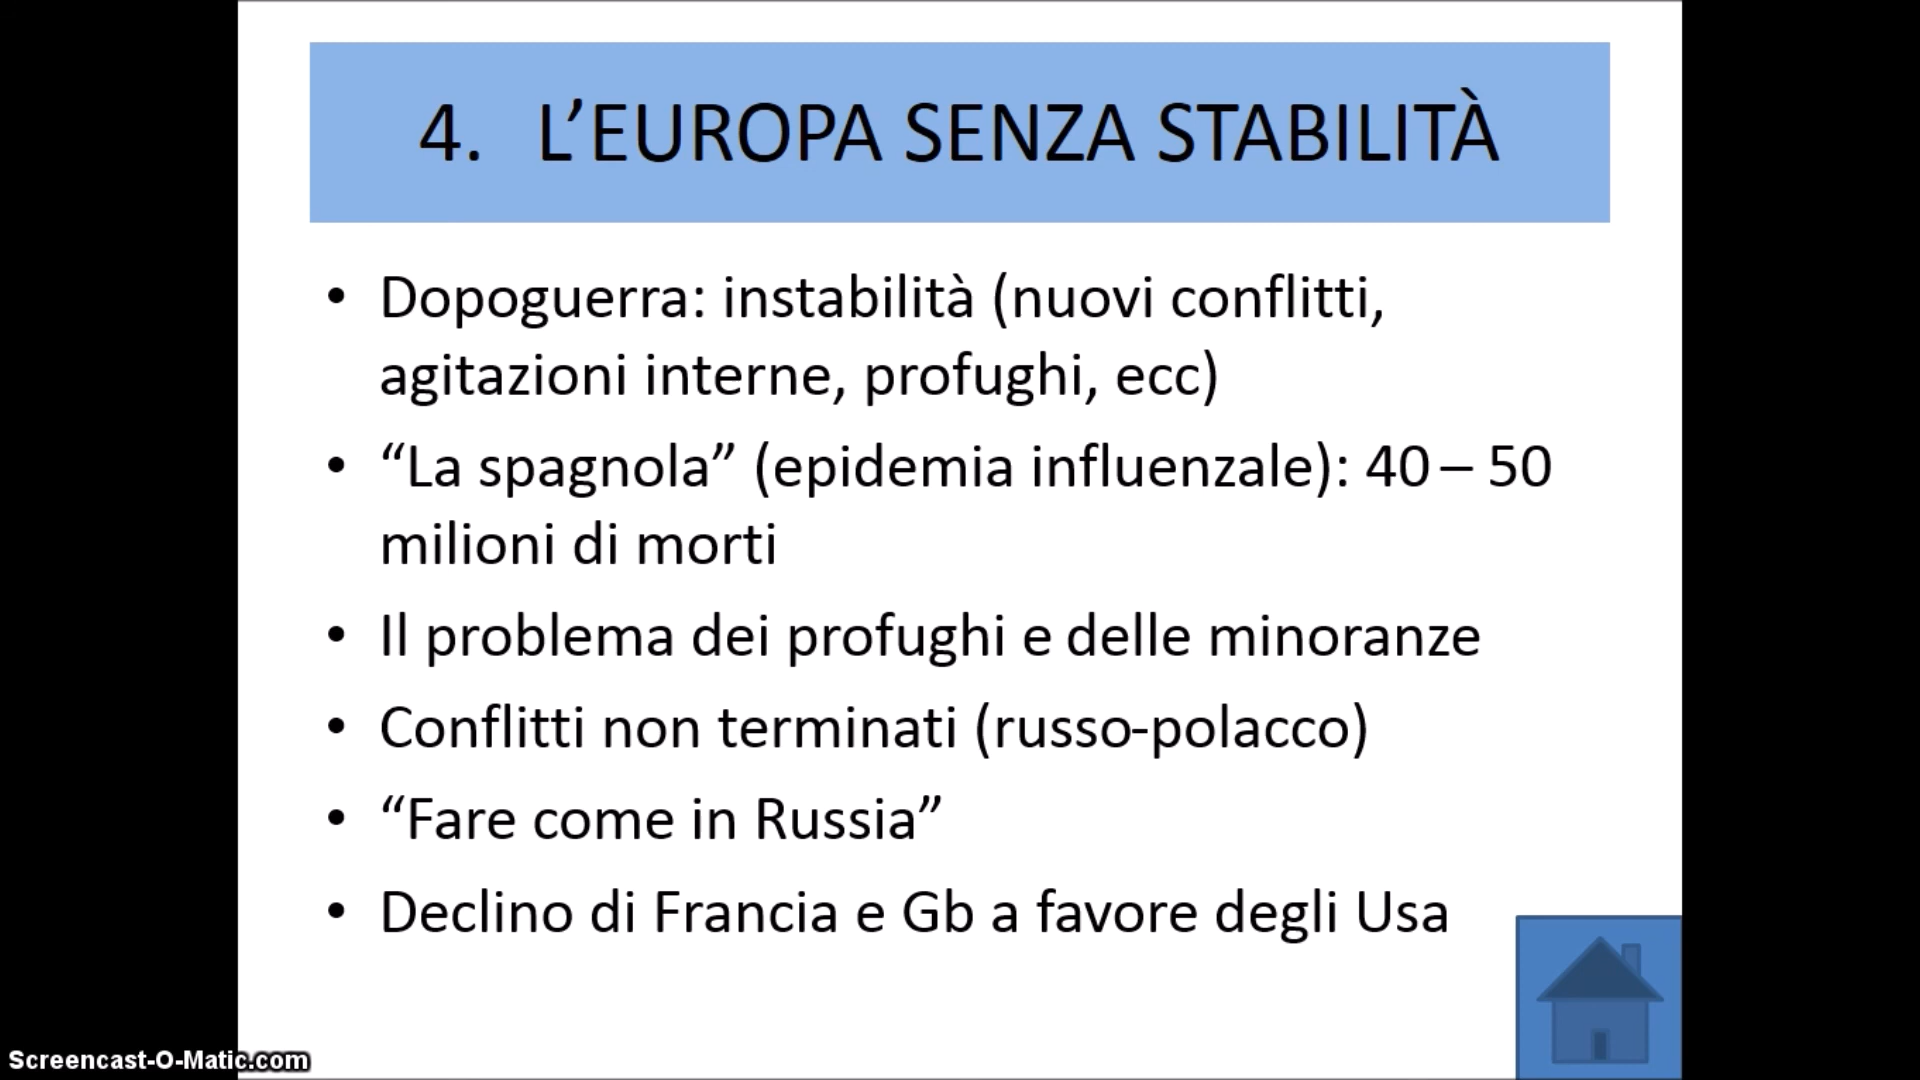 4. L’EUROPA SENZA STABILITÀ
• Dopoguerra: instabilità (nuovi conflitti,
agitazioni interne, profughi, ecc)
• “La spagnola” (epidemia influenzale): 40 – 50
milioni di morti
• Il problema dei profughi e delle minoranze
• Conflitti non terminati (russo-polacco)
• “Fare come in Russia”
• Declino di Francia e Gb a favore degli Usa
Screencast-O-Matic.com